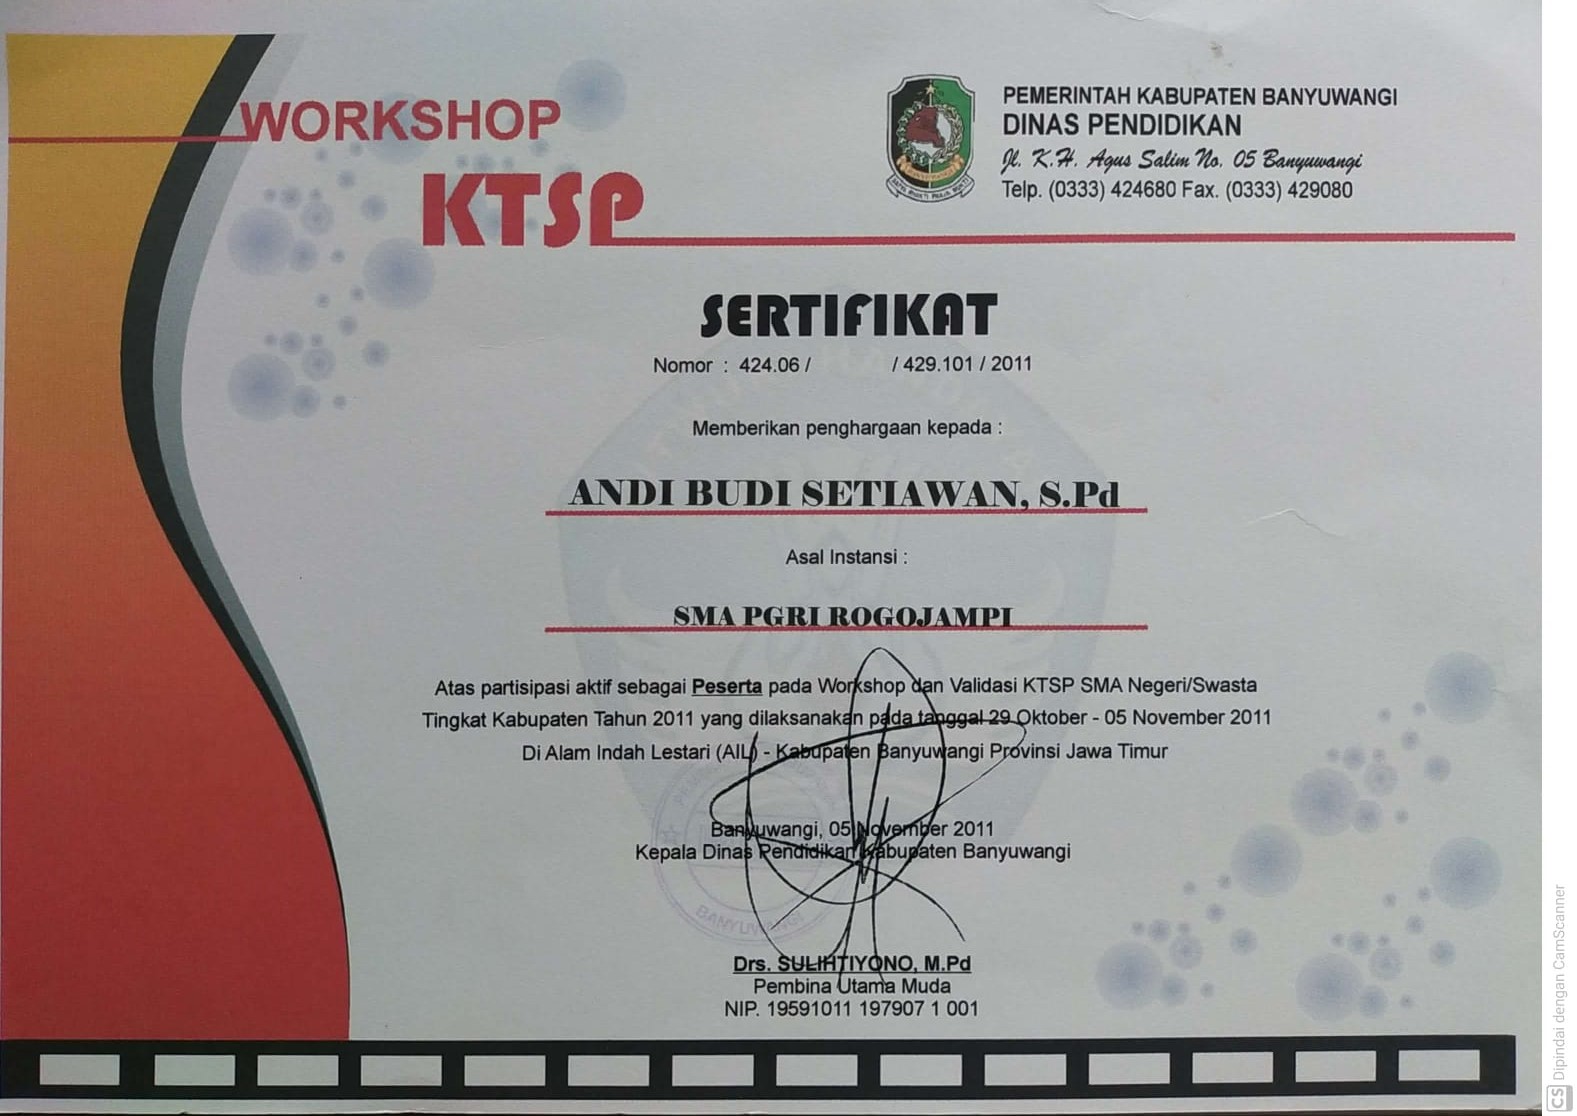 WORKSHOP
KTSP
PEMERINTAH KABUPATEN BANYUWANGI
DINAS PENDIDIKAN
Jl. K.H. Agus Salim No. 05 Banyuwangi
Telp. (0333) 424680 Fax. (0333) 429080
SERTIFIKAT
Nomor : 424.06 / / 429.101 / 2011
Memberikan penghargaan kepada :
ANDI BUDI SETIAWAN, S.Pd
Asal Instansi :
SMA PGRI ROGOJAMPI
Atas partisipasi aktif sebagai Peserta pada Workshop dan Validasi KTSP SMA Negeri/Swasta
Tingkat Kabupaten Tahun 2011 yang dilaksanakan pada tanggal 29 Oktober - 05 November 2011
Di Alam Indah Lestari (AIL) - Kabupaten Banyuwangi Provinsi Jawa Timur
Banyuwangi, 05 November 2011
Kepala Dinas Pendidikan Kabupaten Banyuwangi
BANYUWANGI
Drs. SULIHTIYONO, M.Pd
Pembina Utama Muda
NIP. 19591011 197907 1 001
CS Dipindai dengan CamScanner